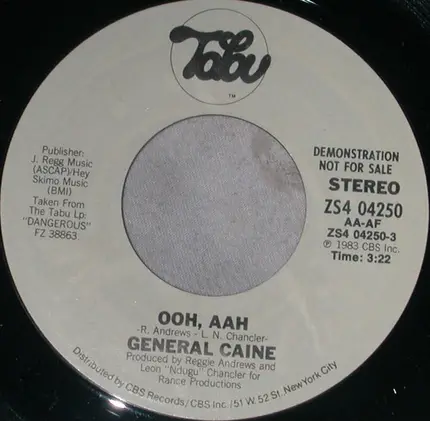 Tabu
TM
Publisher:
J. Regg Music
(ASCAP)/Hey
Skimo Music
(BMI)
Taken From
The Tabu Lp:
"DANGEROUS"
FZ 38863
DEMONSTRATION
NOT FOR SALE
STEREO
ZS4 04250
AA-AF
ZS4 04250-3
℗ 1983 CBS Inc.
Time: 3:22
OOH, AAH
-R. Andrews - L. N. Chancler-
GENERAL CAINE
Produced by Reggie Andrews and
Leon "Ndugu" Chancler for
Rance Productions
Distributed by CBS Records/CBS Inc./51 W. 52 St. New York City